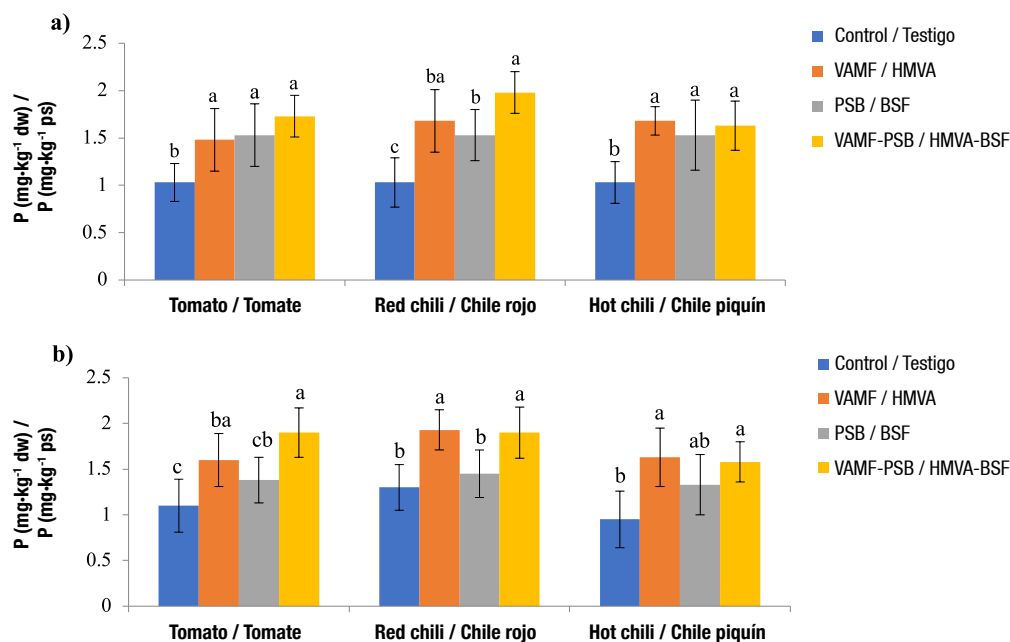 a)
P (mg·kg⁻¹ dw) /
P (mg·kg⁻¹ ps)
2.5
2
1.5
1
0.5
0
b a a a
c ba b a
b a a a
Tomato / Tomate
Red chili / Chile rojo
Hot chili / Chile piquín
Control / Testigo
VAMF / HMVA
PSB / BSF
VAMF-PSB / HMVA-BSF
b)
P (mg·kg⁻¹ dw) /
P (mg·kg⁻¹ ps)
2.5
2
1.5
1
0.5
0
c ba cb a
b a b a
b a ab a
Tomato / Tomate
Red chili / Chile rojo
Hot chili / Chile piquín
Control / Testigo
VAMF / HMVA
PSB / BSF
VAMF-PSB / HMVA-BSF